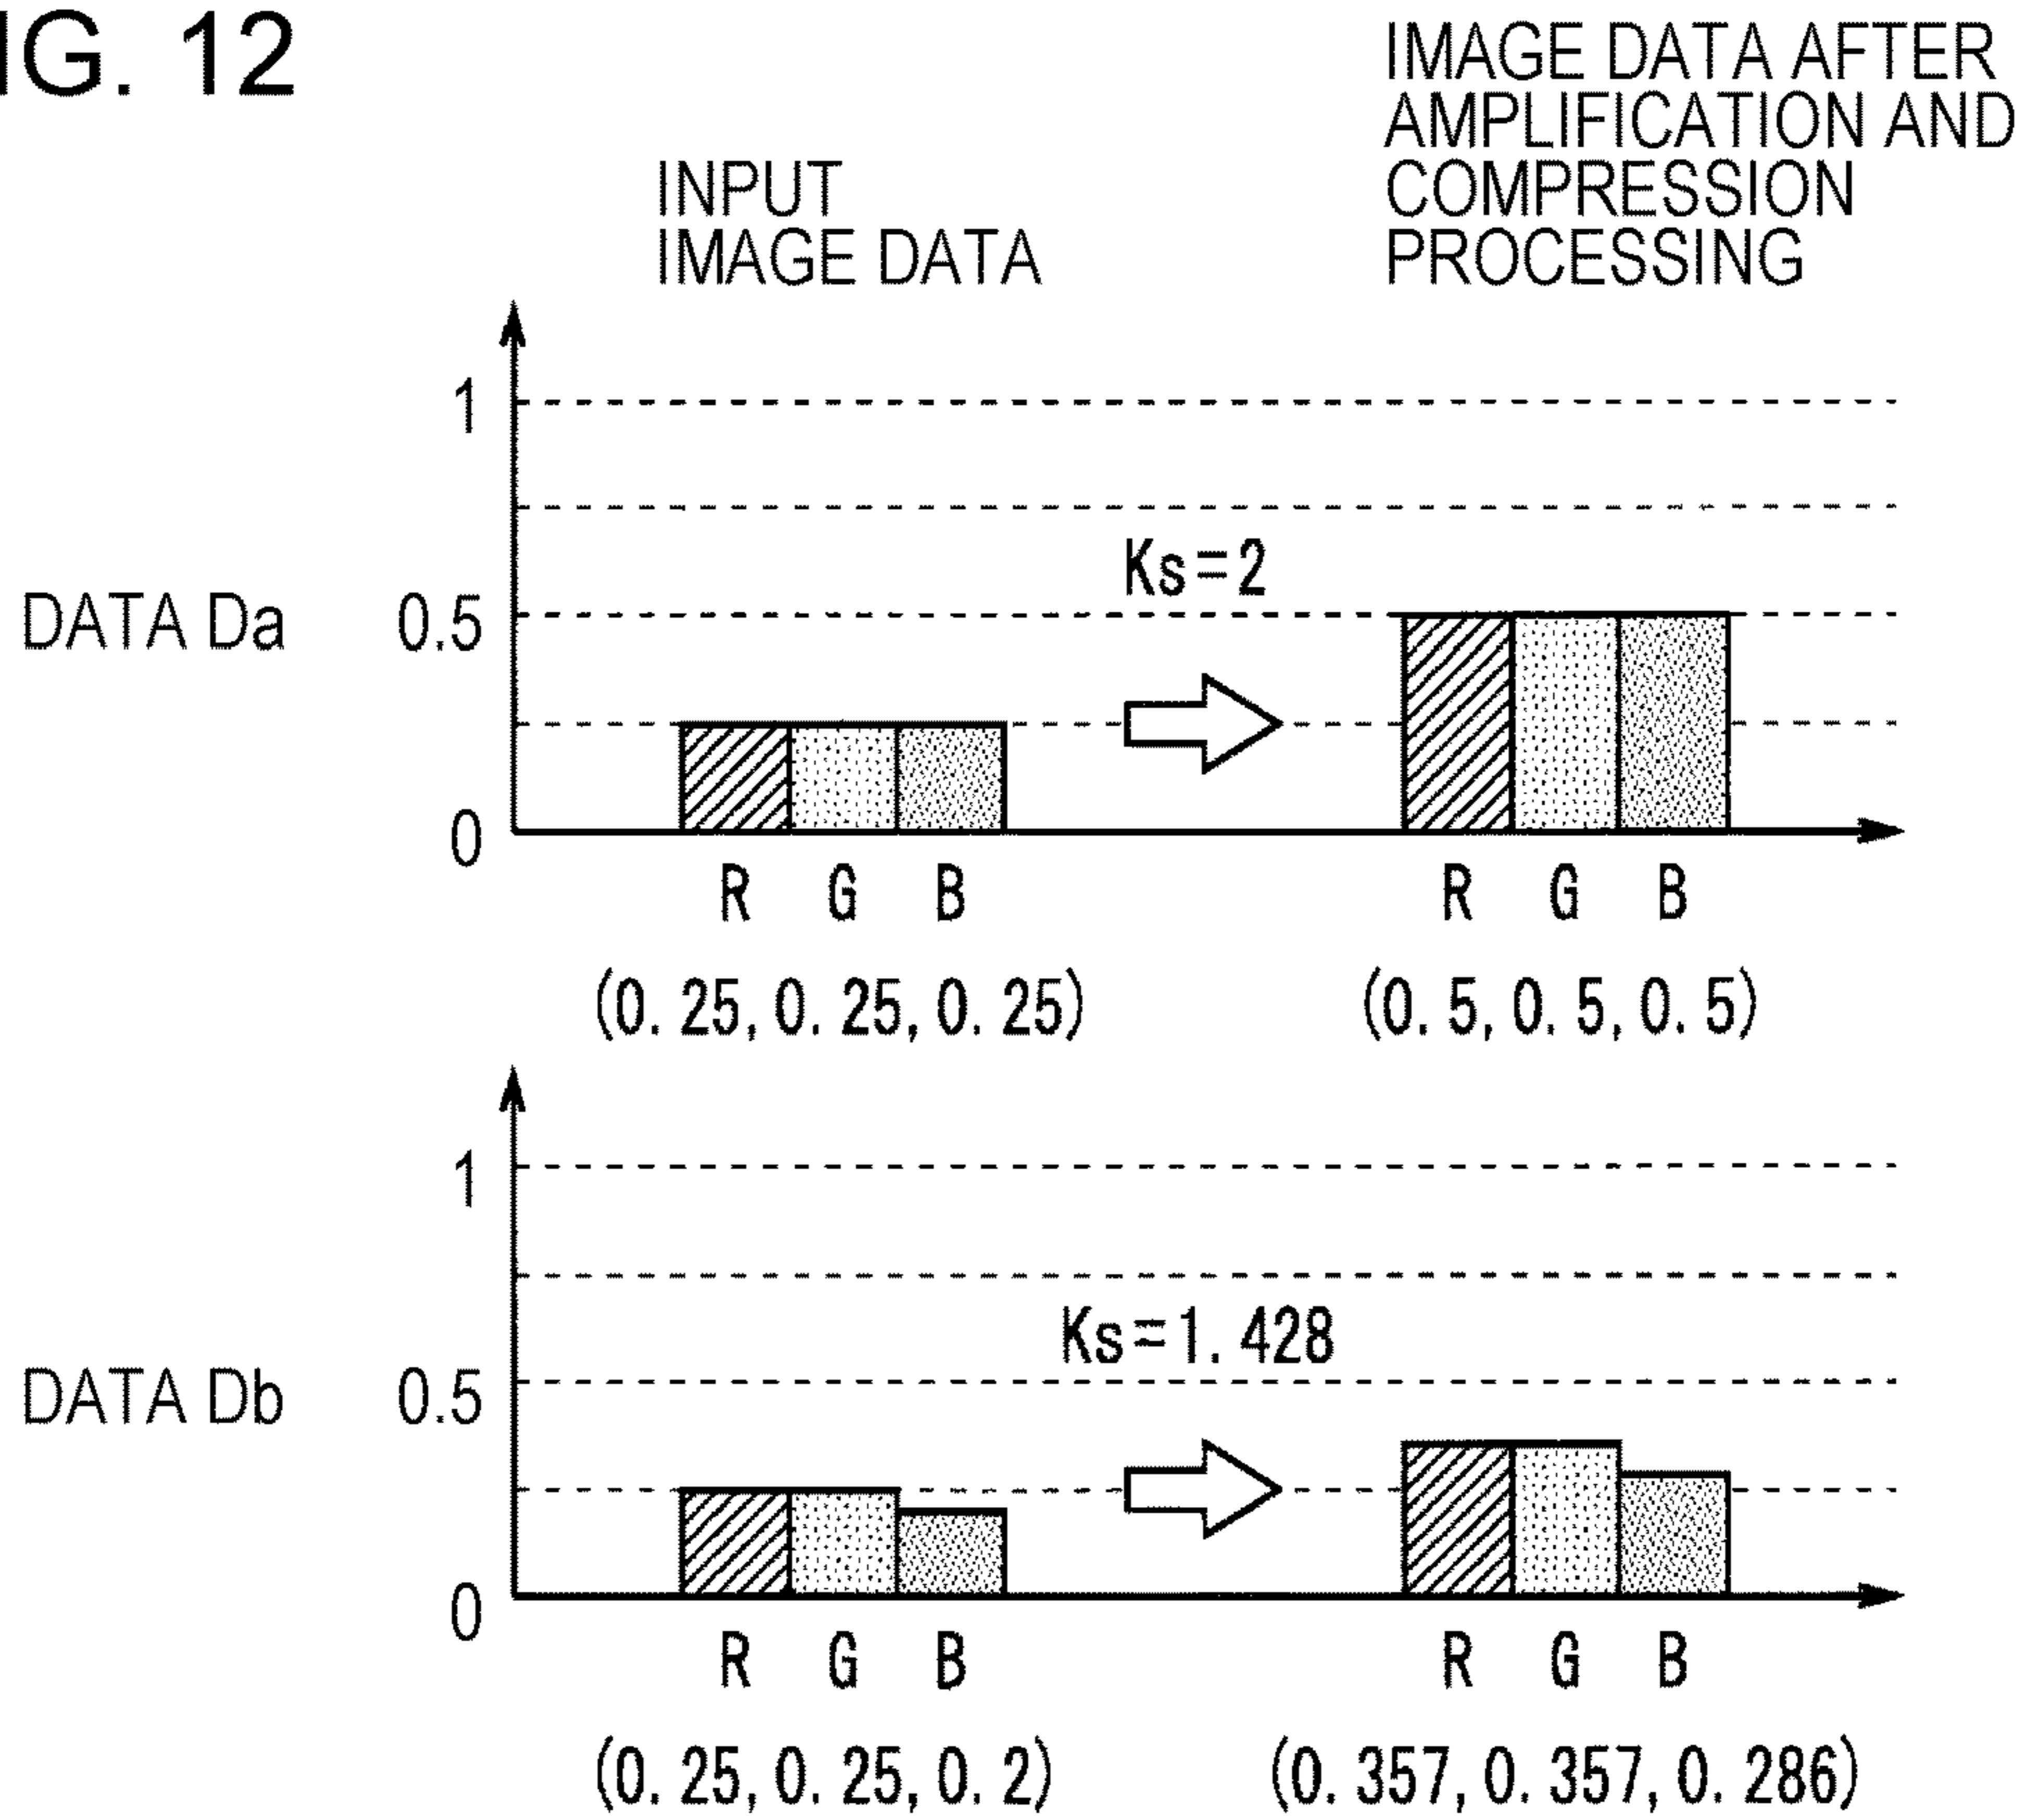 IG. 12
INPUT
IMAGE DATA
IMAGE DATA AFTER
AMPLIFICATION AND
COMPRESSION
PROCESSING
DATA Da
1
0.5
0
Ks=2
R G B
R G B
(0. 25, 0. 25, 0. 25)
(0. 5, 0. 5, 0. 5)
DATA Db
1
0.5
0
Ks=1. 428
R G B
R G B
(0. 25, 0. 25, 0. 2)
(0. 357, 0. 357, 0. 286)